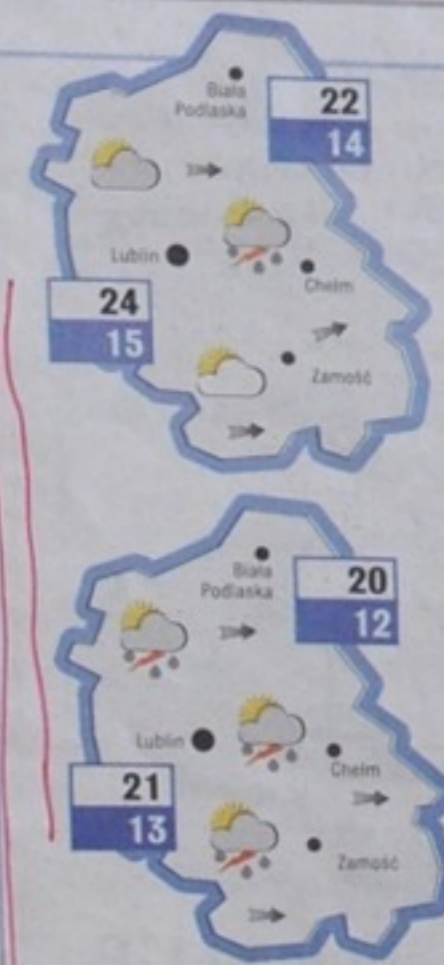 Biała
Podlaska
22
14
Lublin
Chełm
24
15
Zamość
Biała
Podlaska
20
12
Lublin
Chełm
21
13
Zamość